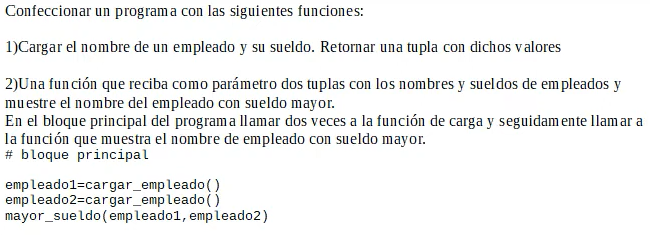 Confeccionar un programa con las siguientes funciones:
1)Cargar el nombre de un empleado y su sueldo. Retornar una tupla con dichos valores
2)Una función que reciba como parámetro dos tuplas con los nombres y sueldos de empleados y
muestre el nombre del empleado con sueldo mayor.
En el bloque principal del programa llamar dos veces a la función de carga y seguidamente llamar a
la función que muestra el nombre de empleado con sueldo mayor.
# bloque principal
empleado1=cargar_empleado()
empleado2=cargar_empleado()
mayor_sueldo(empleado1,empleado2)